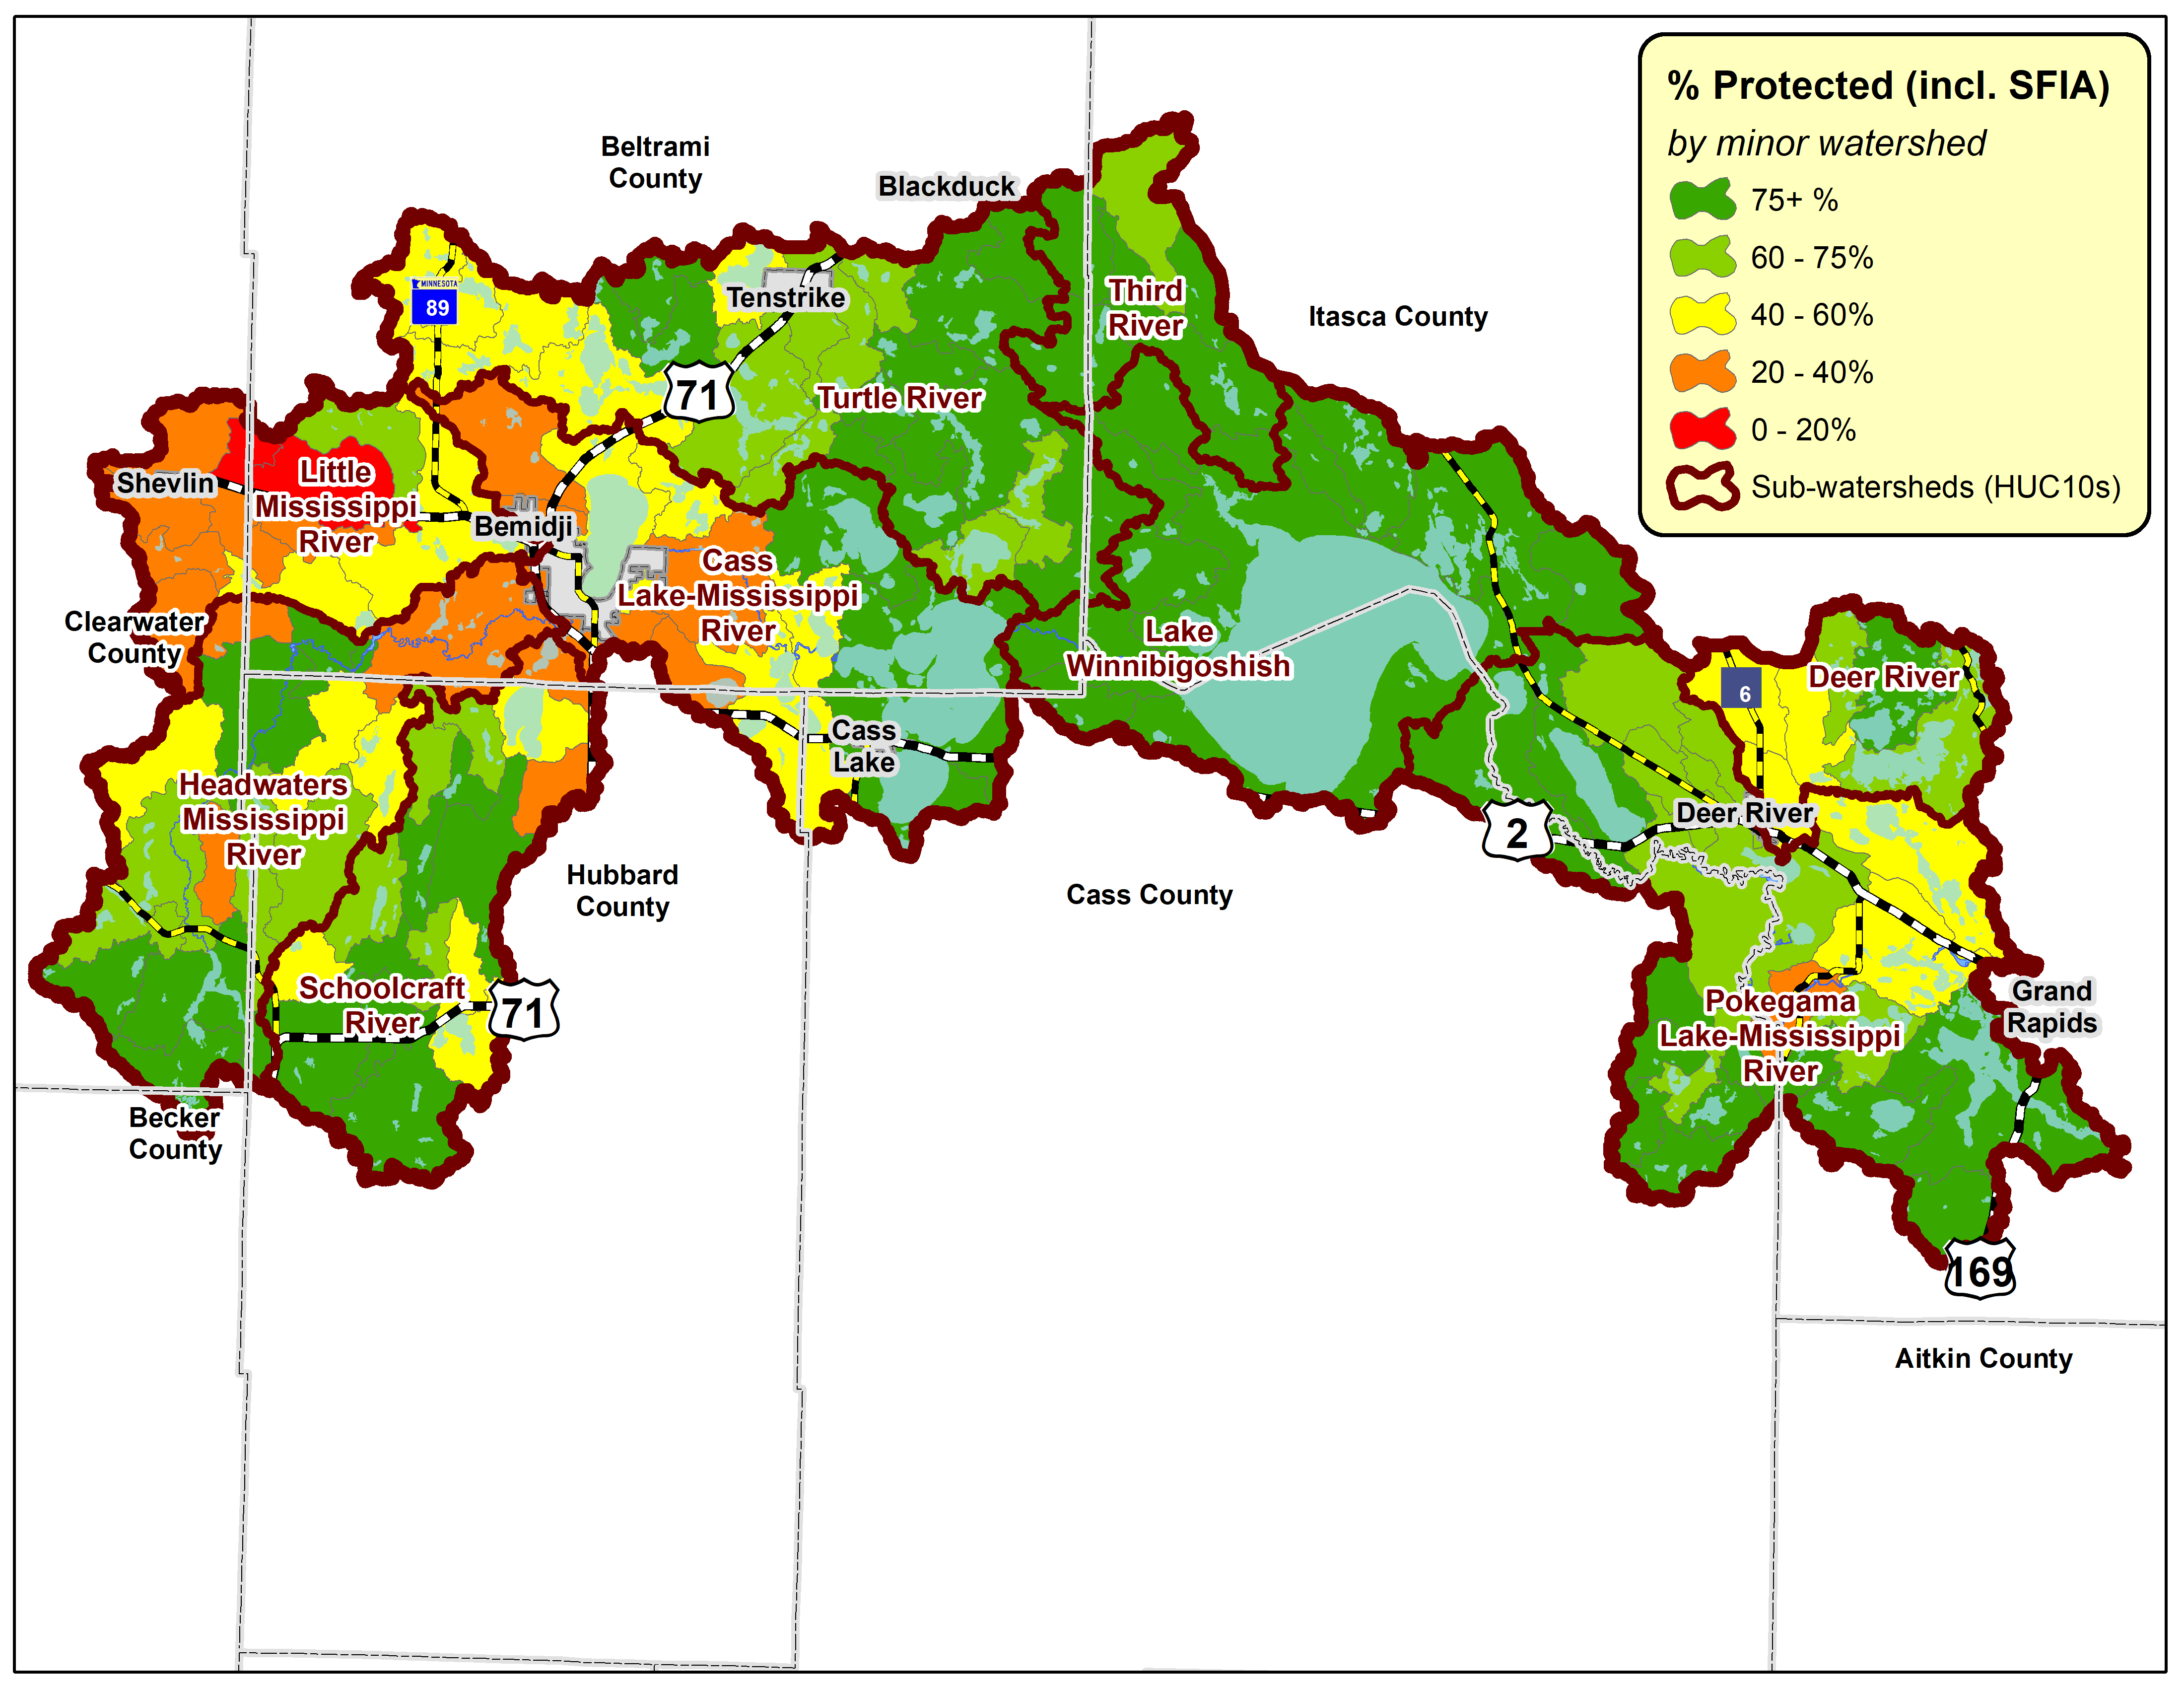 % Protected (incl. SFIA)
by minor watershed
75+ %
60 - 75%
40 - 60%
20 - 40%
0 - 20%
Sub-watersheds (HUC10s)
Beltrami
County
Blackduck
MINNESOTA
89
Tenstrike
Third
River
Itasca County
71
Turtle River
Shevlin
Little
Mississippi
River
Bemidji
Cass
Lake-Mississippi
River
Clearwater
County
Lake
Winnibigoshish
Deer River
6
Cass
Lake
Headwaters
Mississippi
River
2
Deer River
Hubbard
County
Cass County
Schoolcraft
River
71
Pokegama
Lake-Mississippi
River
Grand
Rapids
Becker
County
169
Aitkin County